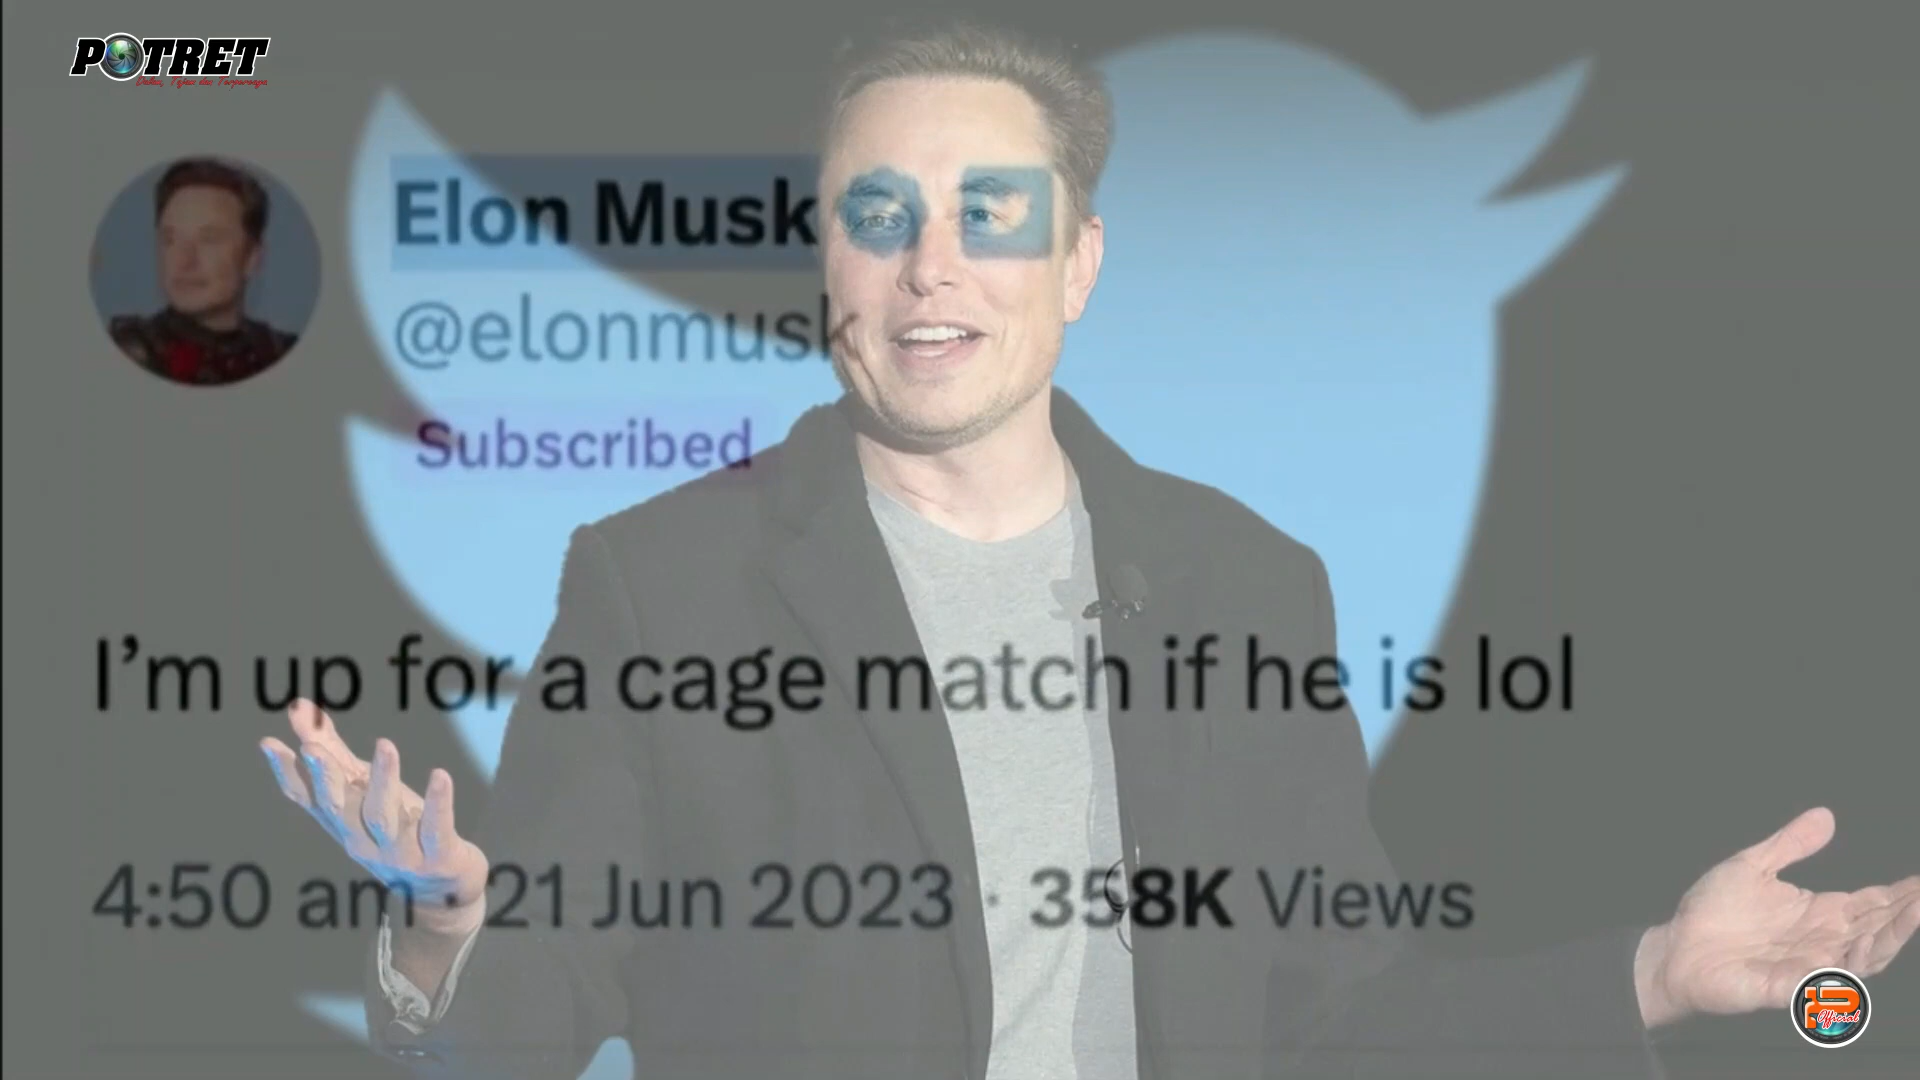 POTRET
Elon Musk
@elonmusk
Subscribed
I'm up for a cage match if he is lol
4:50 am · 21 Jun 2023 · 358K Views
Official